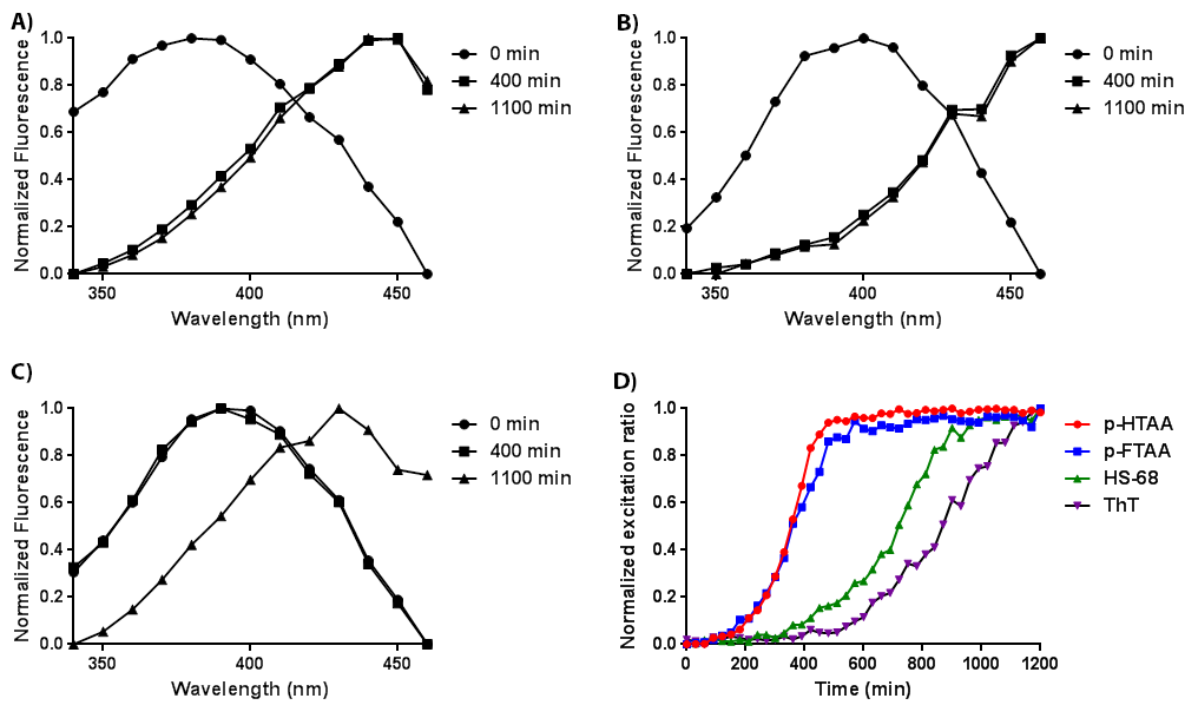 A)
Normalized Fluorescence
1.0
0.8
0.6
0.4
0.2
0.0
350
400
450
Wavelength (nm)
0 min
400 min
1100 min
B)
Normalized Fluorescence
1.0
0.8
0.6
0.4
0.2
0.0
350
400
450
Wavelength (nm)
0 min
400 min
1100 min
C)
Normalized Fluorescence
1.0
0.8
0.6
0.4
0.2
0.0
350
400
450
Wavelength (nm)
0 min
400 min
1100 min
D)
Normalized excitation ratio
1.0
0.8
0.6
0.4
0.2
0.0
0
200
400
600
800
1000
1200
Time (min)
p-HTAA
p-FTAA
HS-68
ThT